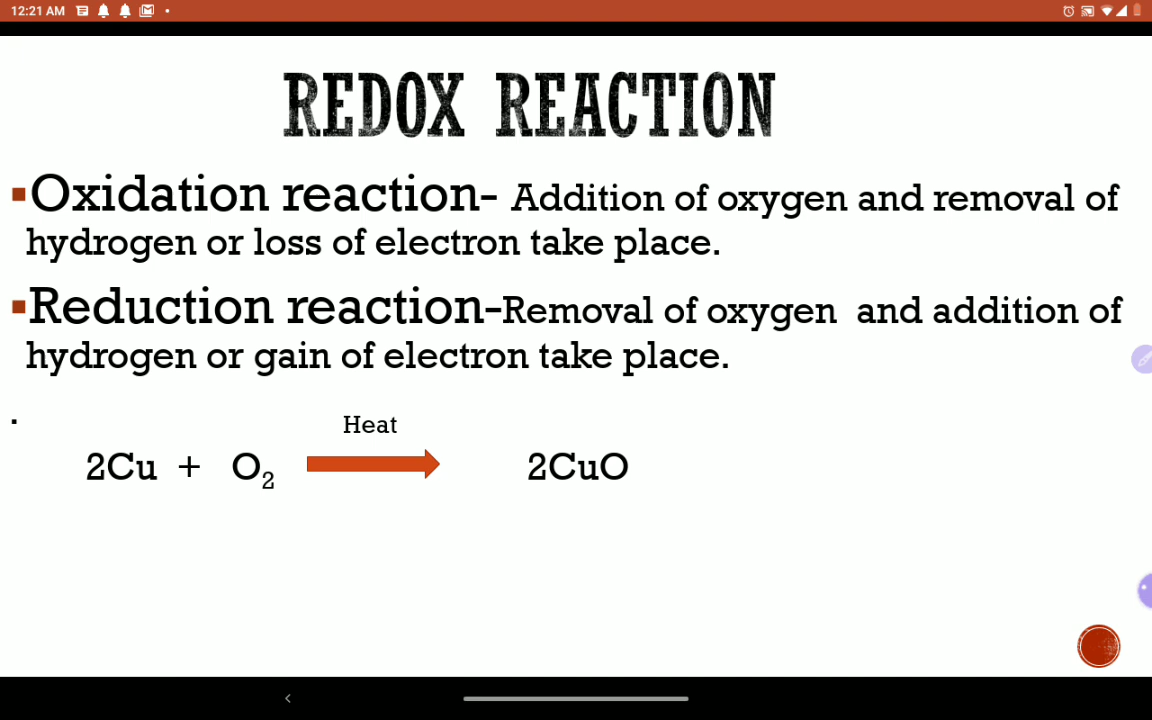 12:21 AM
REDOX REACTION
▪Oxidation reaction- Addition of oxygen and removal of
hydrogen or loss of electron take place.
▪Reduction reaction-Removal of oxygen and addition of
hydrogen or gain of electron take place.
.
Heat
2Cu + O₂ 2CuO